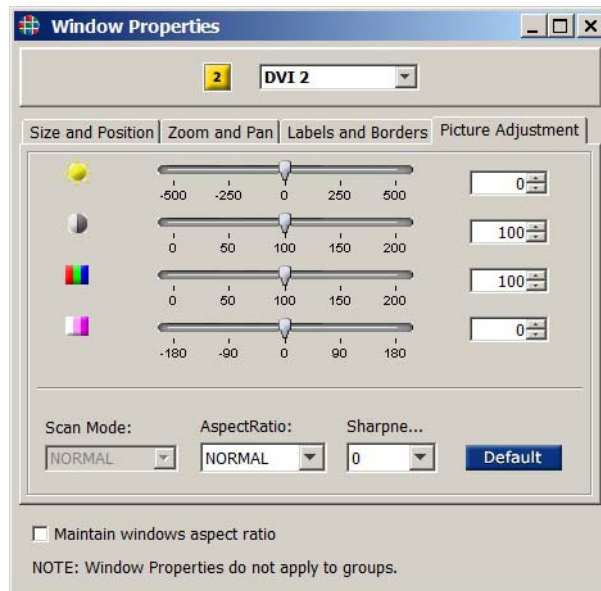 Window Properties
2 DVI 2
Size and Position Zoom and Pan Labels and Borders Picture Adjustment
-500 -250 0 250 500 0
0 50 100 150 200 100
0 50 100 150 200 100
-180 -90 0 90 180 0
Scan Mode: AspectRatio: Sharpne...
NORMAL NORMAL 0 Default
Maintain windows aspect ratio
NOTE: Window Properties do not apply to groups.